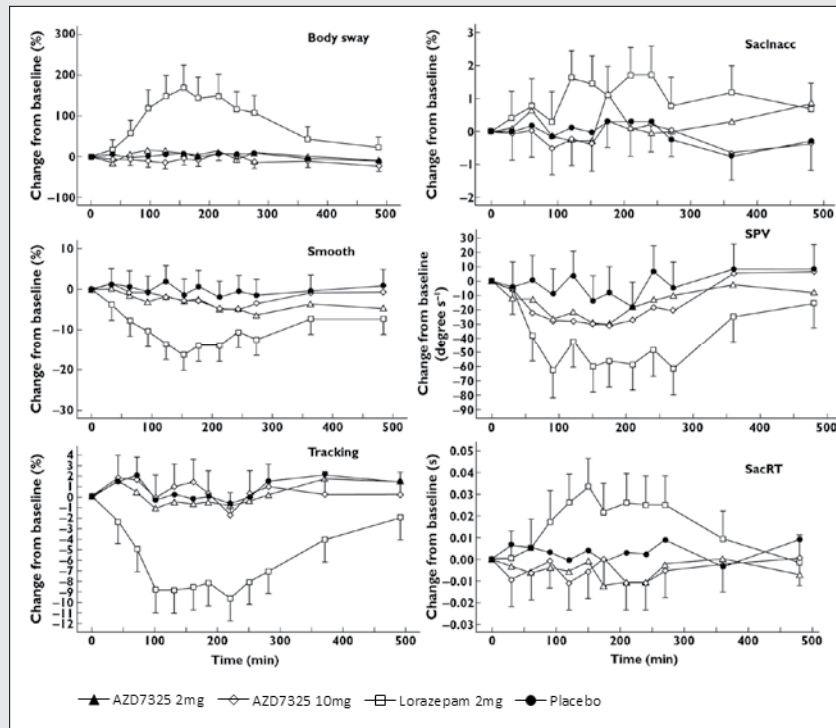 Body sway
Change from baseline (%)
300
200
100
0
−100
0 100 200 300 400 500
SacInacc
Change from baseline (%)
3
2
1
0
1
2
0 100 200 300 400 500
Smooth
Change from baseline (%)
10
0
−10
−20
−30
0 100 200 300 400 500
SPV
Change from baseline
(degree s⁻¹)
30
20
10
0
−10
−20
−30
−40
−50
−60
−70
−80
−90
0 100 200 300 400 500
Tracking
Change from baseline (%)
4
3
2
1
0
−1
−2
−3
−4
−5
−6
−7
−8
−9
−10
−11
−12
0 100 200 300 400 500
Time (min)
SacRT
Change from baseline (s)
0.05
0.04
0.03
0.02
0.01
0.00
−0.01
−0.02
−0.03
0 100 200 300 400 500
Time (min)
AZD7325 2mg AZD7325 10mg Lorazepam 2mg Placebo